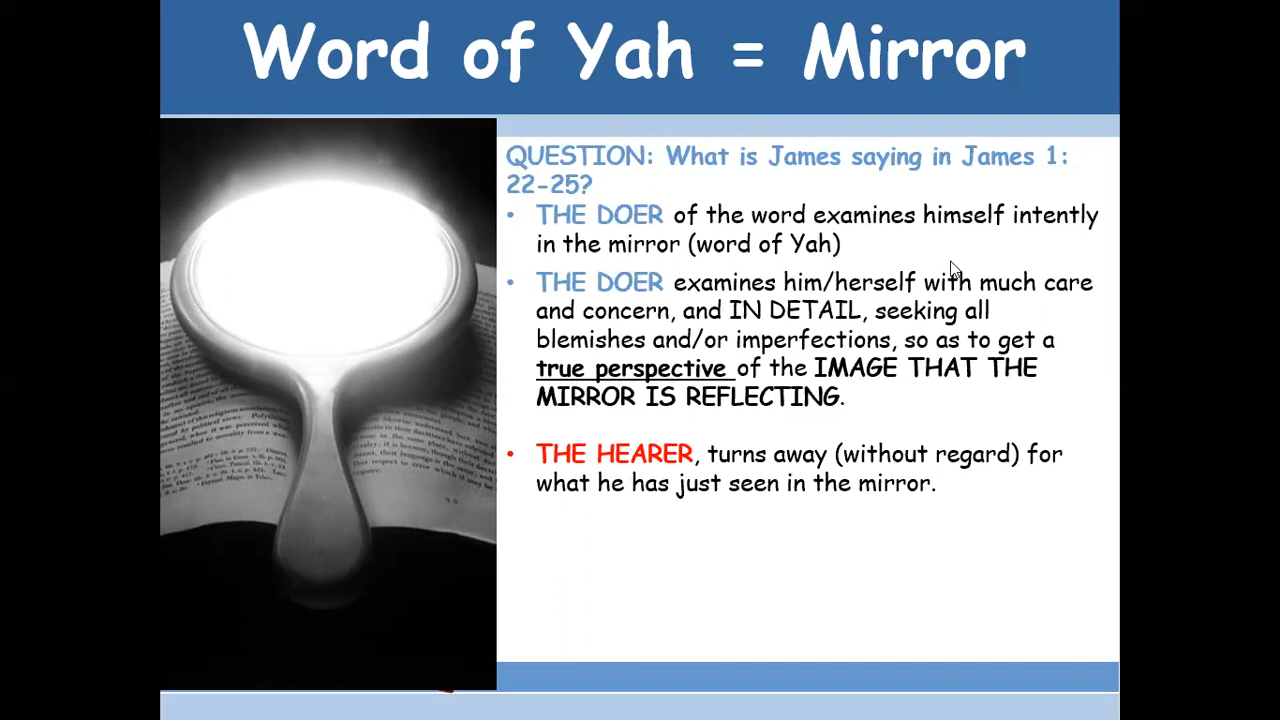 Word of Yah = Mirror
QUESTION: What is James saying in James 1:
22-25?
• THE DOER of the word examines himself intently
in the mirror (word of Yah)
• THE DOER examines him/herself with much care
and concern, and IN DETAIL, seeking all
blemishes and/or imperfections, so as to get a
true perspective of the IMAGE THAT THE
MIRROR IS REFLECTING.
• THE HEARER, turns away (without regard) for
what he has just seen in the mirror.